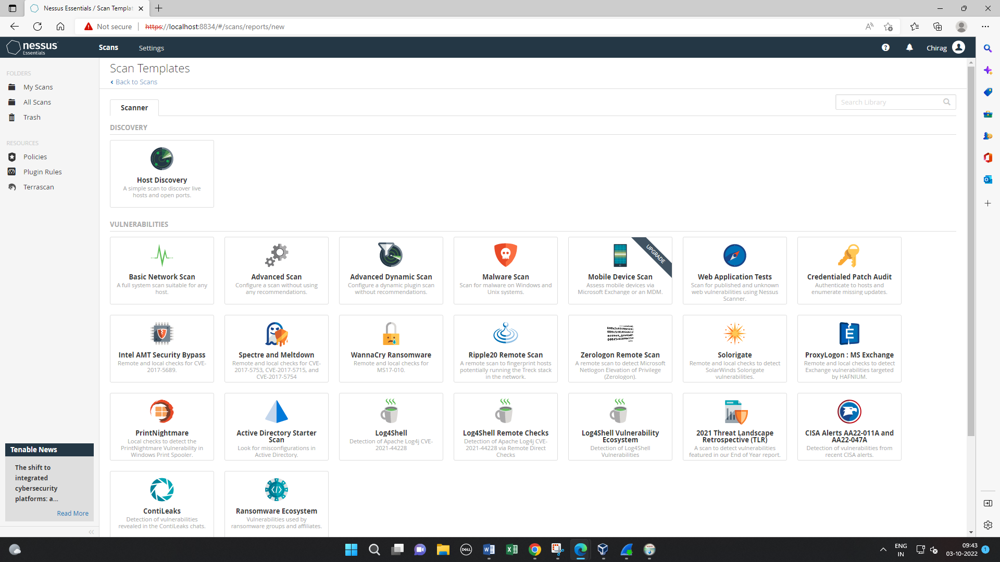 Nessus Essentials / Scan Templat
Not secure
https://localhost:8834/#/scans/reports/new
nessus
Essentials
Scans
Settings
Chirag
FOLDERS
My Scans
All Scans
Trash
RESOURCES
Policies
Plugin Rules
Terrascan
Tenable News
The shift to
integrated
cybersecurity
platforms: a...
Read More
Scan Templates
Back to Scans
Scanner
Search Library
DISCOVERY
Host Discovery
A simple scan to discover live
hosts and open ports.
VULNERABILITIES
Basic Network Scan
A full system scan suitable for any
host.
Advanced Scan
Configure a scan without using
any recommendations.
Advanced Dynamic Scan
Configure a dynamic plugin scan
without recommendations.
Malware Scan
Scan for malware on Windows and
Unix systems.
UPGRADE
Mobile Device Scan
Assess mobile devices via
Microsoft Exchange or an MDM.
Web Application Tests
Scan for published and unknown
web vulnerabilities using Nessus
Scanner.
Credentialed Patch Audit
Authenticate to hosts and
enumerate missing updates.
Intel AMT Security Bypass
Remote and local checks for CVE-
2017-5689.
Spectre and Meltdown
Remote and local checks for CVE-
2017-5753, CVE-2017-5715, and
CVE-2017-5754
WannaCry Ransomware
Remote and local checks for
MS17-010.
Ripple20 Remote Scan
A remote scan to fingerprint hosts
potentially running the Treck stack
in the network.
Zerologon Remote Scan
A remote scan to detect Microsoft
Netlogon Elevation of Privilege
(Zerologon).
Solorigate
Remote and local checks to detect
SolarWinds Solorigate
vulnerabilities.
E
ProxyLogon : MS Exchange
Remote and local checks to detect
Exchange vulnerabilities targeted
by HAFNIUM.
PrintNightmare
Local checks to detect the
PrintNightmare Vulnerability in
Windows Print Spooler.
Active Directory Starter
Scan
Look for misconfigurations in
Active Directory.
Log4Shell
Detection of Apache Log4j CVE-
2021-44228
Log4Shell Remote Checks
Detection of Apache Log4j CVE-
2021-44228 via Remote Direct
Checks
Log4Shell Vulnerability
Ecosystem
Detection of Log4Shell
Vulnerabilities
2021 Threat Landscape
Retrospective (TLR)
A scan to detect vulnerabilities
featured in our End of Year report.
CISA Alerts AA22-011A and
AA22-047A
Detection of vulnerabilities from
recent CISA alerts.
ContiLeaks
Detection of vulnerabilities
revealed in the ContiLeaks chats.
Ransomware Ecosystem
Vulnerabilities used by
ransomware groups and affiliates.
DELL
ENG
IN
09:43
03-10-2022
1